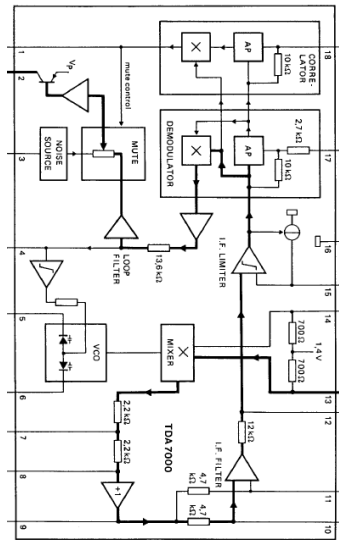 1
18
AP
10 kΩ
CORRE-
LATOR
2
VP
mute control
3
NOISE
SOURCE
MUTE
DEMODULATOR
AP
10 kΩ
2,7 kΩ
17
16
4
LOOP
FILTER
13,6 kΩ
I.F. LIMITER
15
5
VCO
MIXER
14
700 Ω
1,4 V
700 Ω
6
13
2,2 kΩ
TDA 7000
12 kΩ
12
7
2,2 kΩ
I.F. FILTER
8
+1
4,7 kΩ
11
4,7 kΩ
9
10